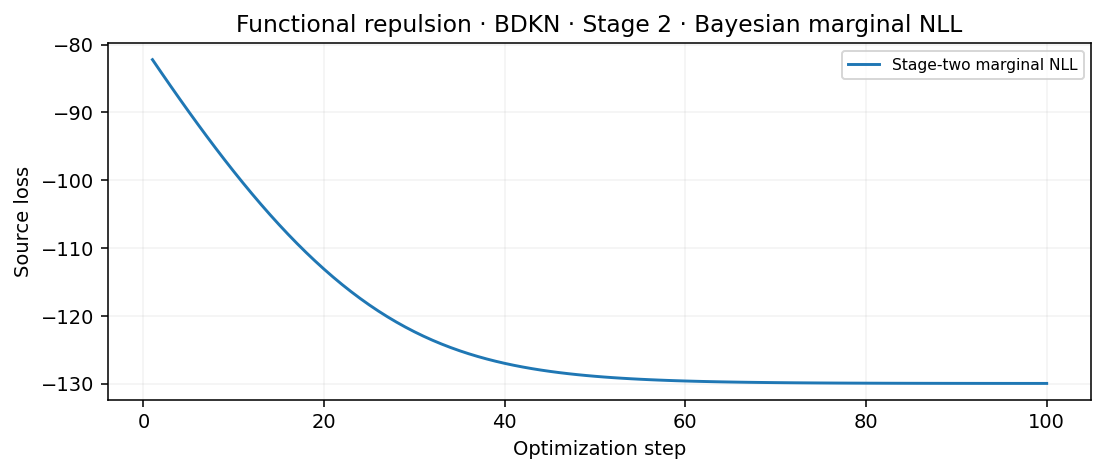 Functional repulsion · BDKN · Stage 2 · Bayesian marginal NLL
Stage-two marginal NLL
Source loss
−80
−90
−100
−110
−120
−130
0 20 40 60 80 100
Optimization step